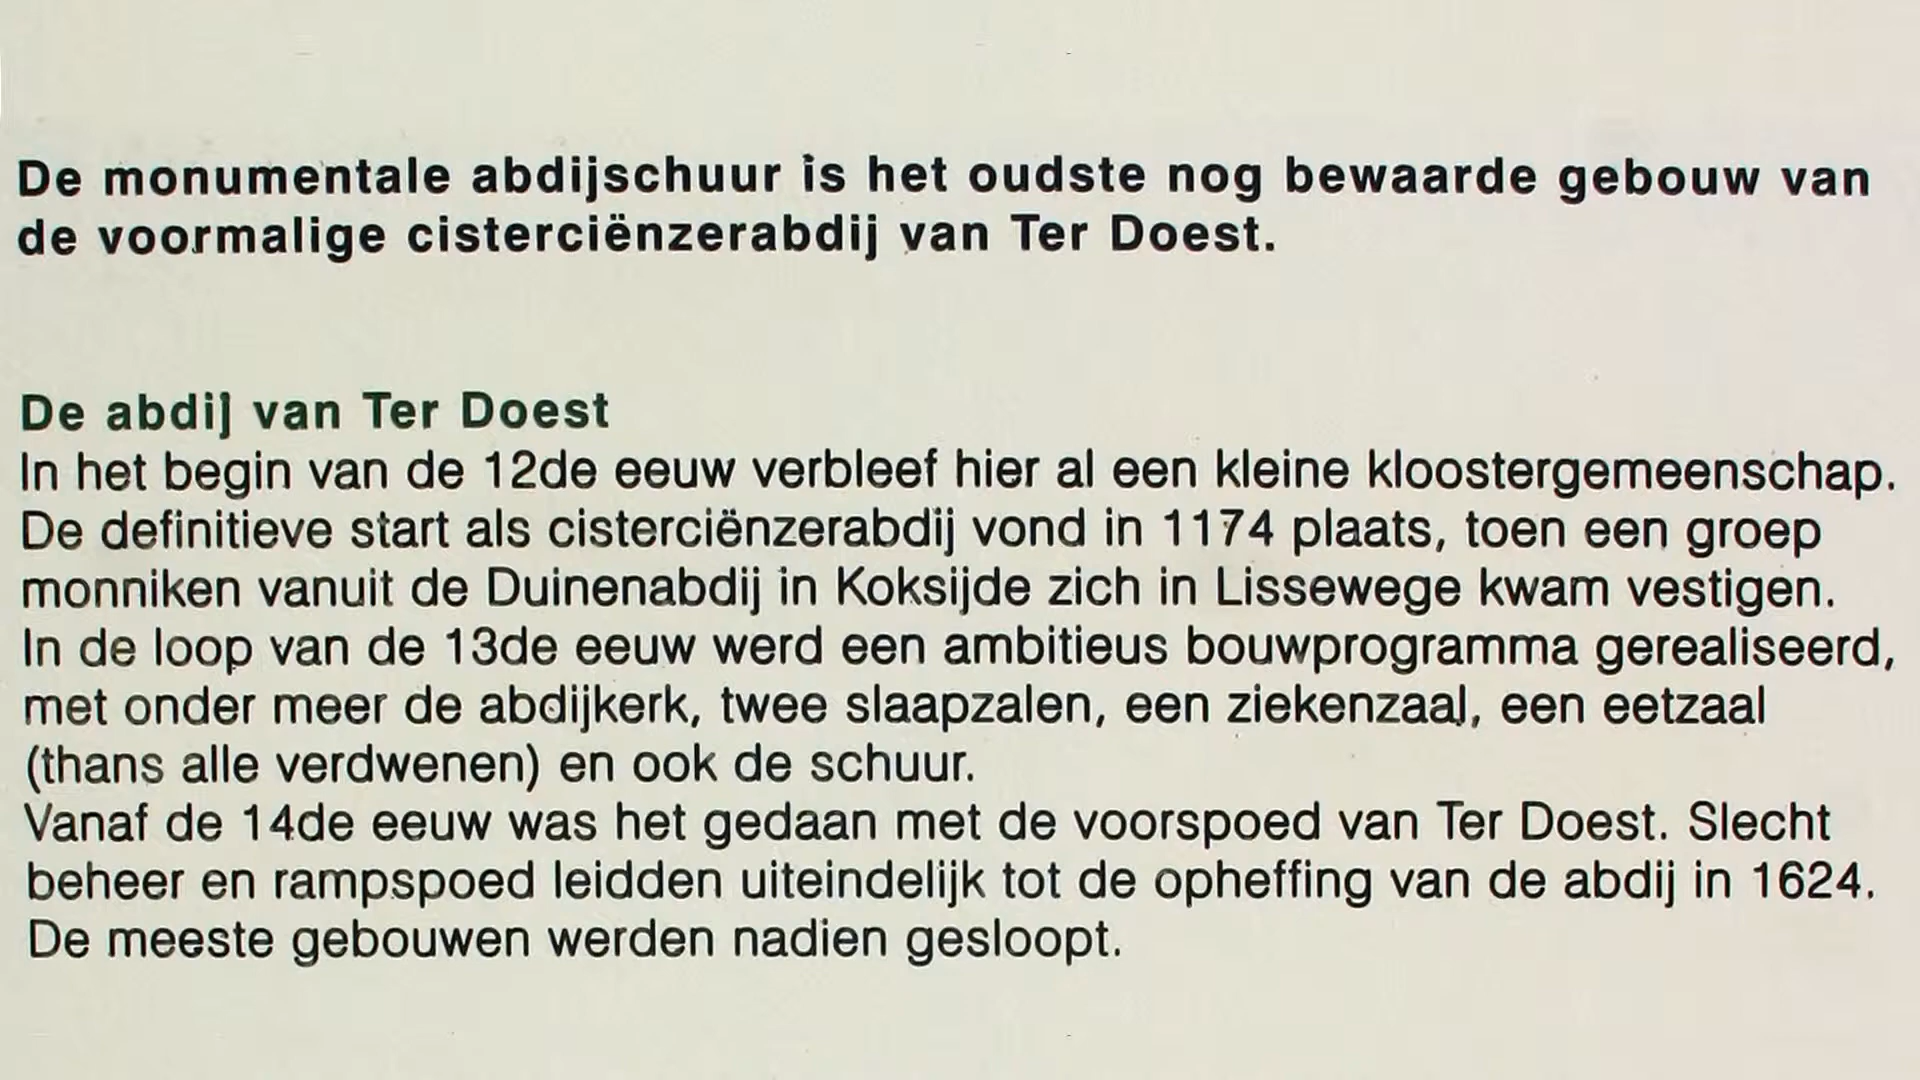 De monumentale abdijschuur is het oudste nog bewaarde gebouw van
de voormalige cisterciënzerabdij van Ter Doest.
De abdij van Ter Doest
In het begin van de 12de eeuw verbleef hier al een kleine kloostergemeenschap.
De definitieve start als cisterciënzerabdij vond in 1174 plaats, toen een groep
monniken vanuit de Duinenabdij in Koksijde zich in Lissewege kwam vestigen.
In de loop van de 13de eeuw werd een ambitieus bouwprogramma gerealiseerd,
met onder meer de abdijkerk, twee slaapzalen, een ziekenzaal, een eetzaal
(thans alle verdwenen) en ook de schuur.
Vanaf de 14de eeuw was het gedaan met de voorspoed van Ter Doest. Slecht
beheer en rampspoed leidden uiteindelijk tot de opheffing van de abdij in 1624.
De meeste gebouwen werden nadien gesloopt.